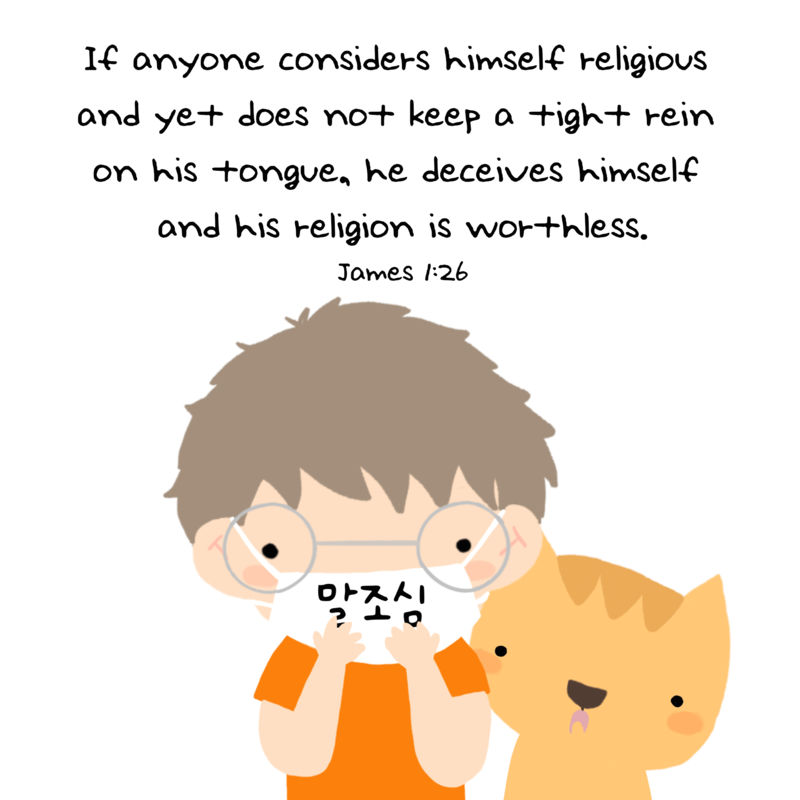 If anyone considers himself religious
and yet does not keep a tight rein
on his tongue, he deceives himself
and his religion is worthless.
James 1:26
말조심